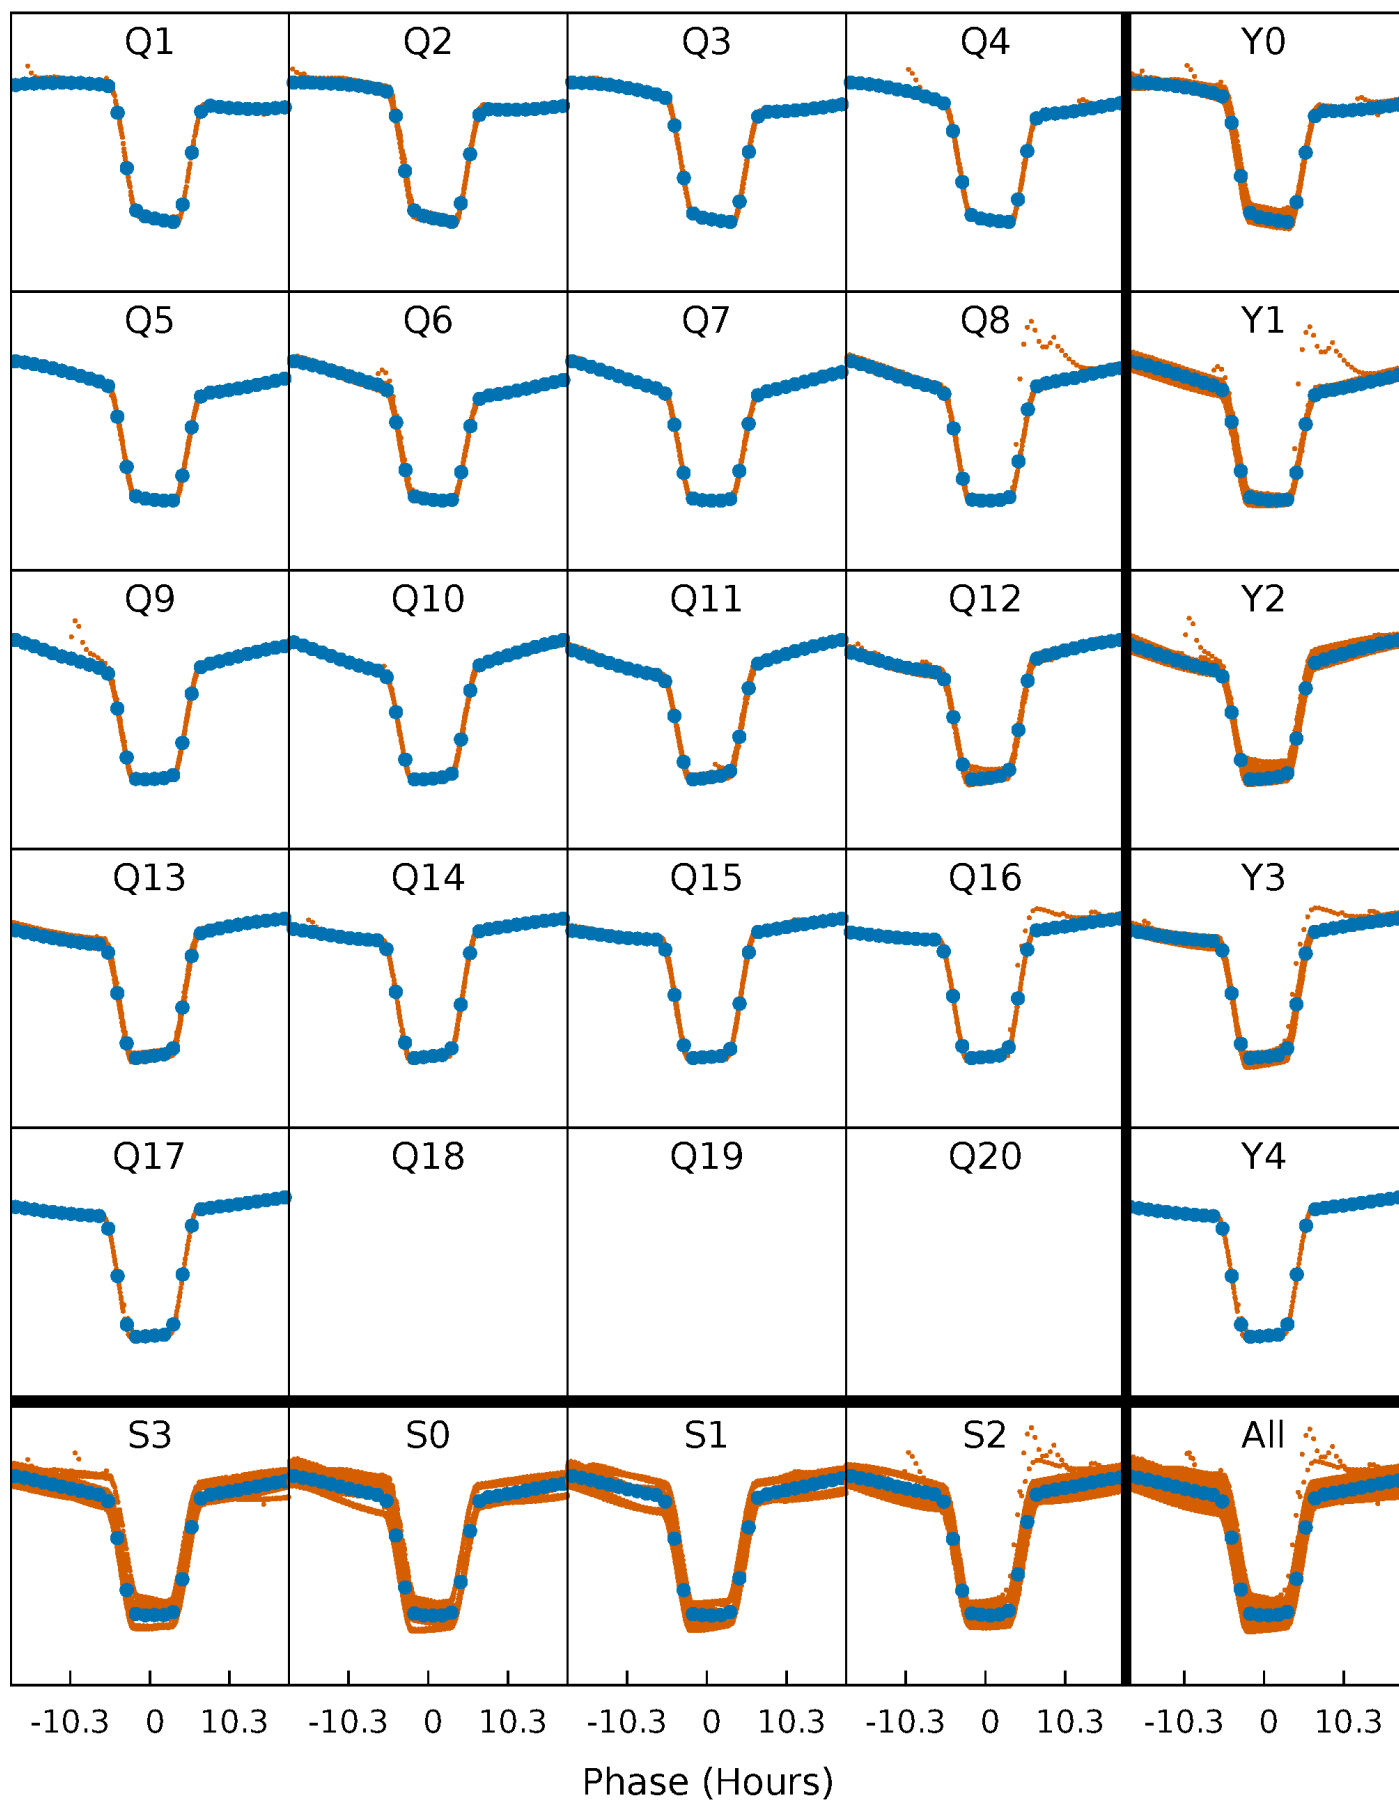 Q1 Q2 Q3 Q4 Y0
Q5 Q6 Q7 Q8 Y1
Q9 Q10 Q11 Q12 Y2
Q13 Q14 Q15 Q16 Y3
Q17 Q18 Q19 Q20 Y4
S3 S0 S1 S2 All
-10.3 0 10.3 -10.3 0 10.3 -10.3 0 10.3 -10.3 0 10.3 -10.3 0 10.3
Phase (Hours)